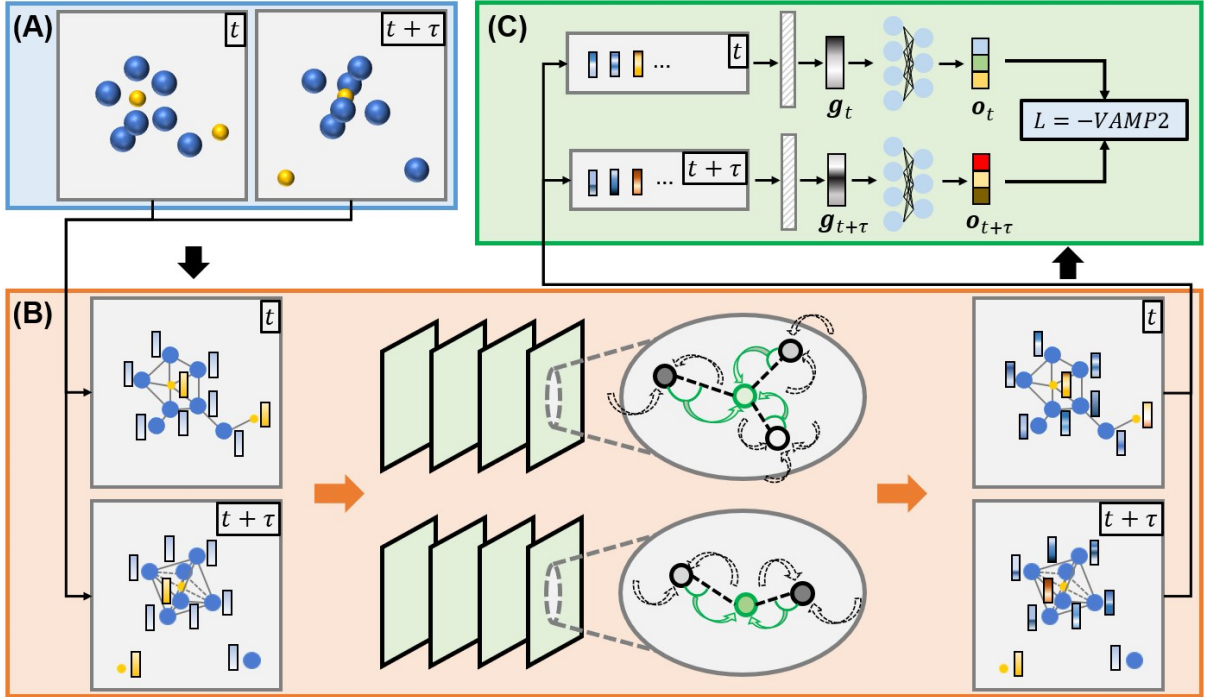 (A)
t
t + τ
(C)
t
...
g_t
o_t
L = −VAMP2
t + τ
...
g_{t+τ}
o_{t+τ}
(B)
t
t
t + τ
t + τ